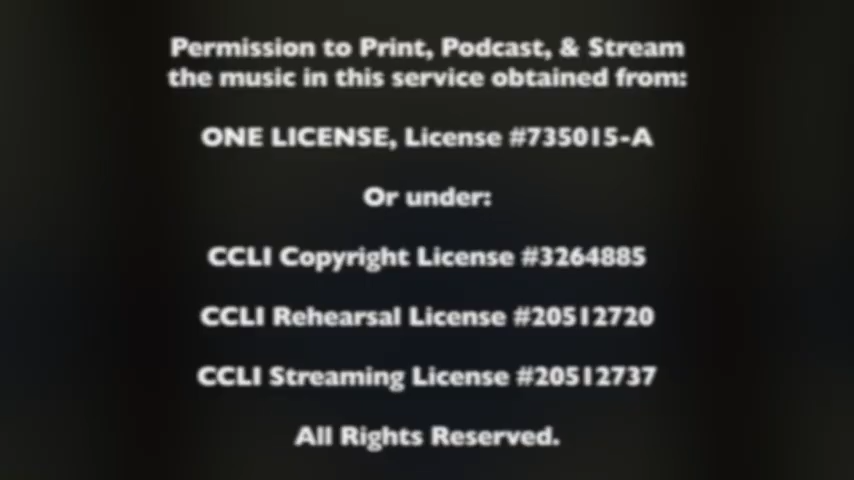 Permission to Print, Podcast, & Stream
the music in this service obtained from:
ONE LICENSE, License #735015-A
Or under:
CCLI Copyright License #3264885
CCLI Rehearsal License #20512720
CCLI Streaming License #20512737
All Rights Reserved.